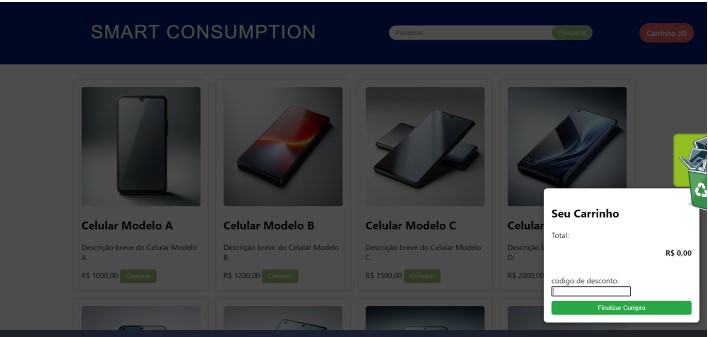 SMART CONSUMPTION
Pesquisar
Pesquisar
Carrinho (0)
Celular Modelo A
Celular Modelo B
Celular Modelo C
Celular
Descrição breve do Celular Modelo
A.
Descrição breve do Celular Modelo
B.
Descrição breve do Celular Modelo
C.
Descrição b
D.
R$ 1000,00 Comprar
R$ 1200,00 Comprar
R$ 1500,00 Comprar
R$ 2000,00
Seu Carrinho
Total:
R$ 0,00
codigo de desconto:
Finalizar Compra